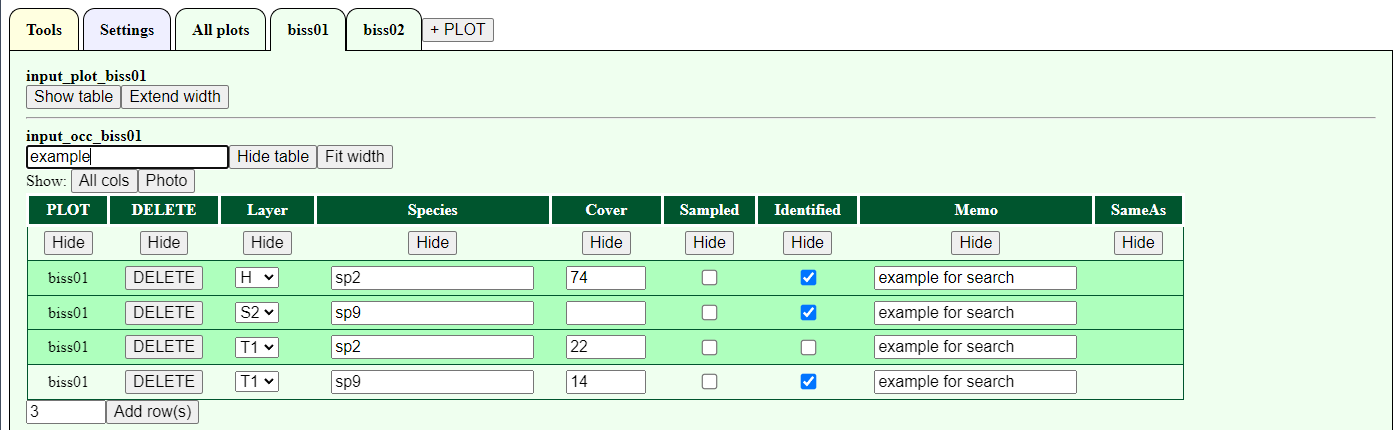 Tools Settings All plots biss01 biss02 + PLOT
input_plot_biss01
Show table Extend width
input_occ_biss01
example Hide table Fit width
Show: All cols Photo
PLOT DELETE Layer Species Cover Sampled Identified Memo SameAs
Hide Hide Hide Hide Hide Hide Hide Hide Hide
biss01 DELETE H sp2 74 example for search
biss01 DELETE S2 sp9 example for search
biss01 DELETE T1 sp2 22 example for search
biss01 DELETE T1 sp9 14 example for search
3 Add row(s)